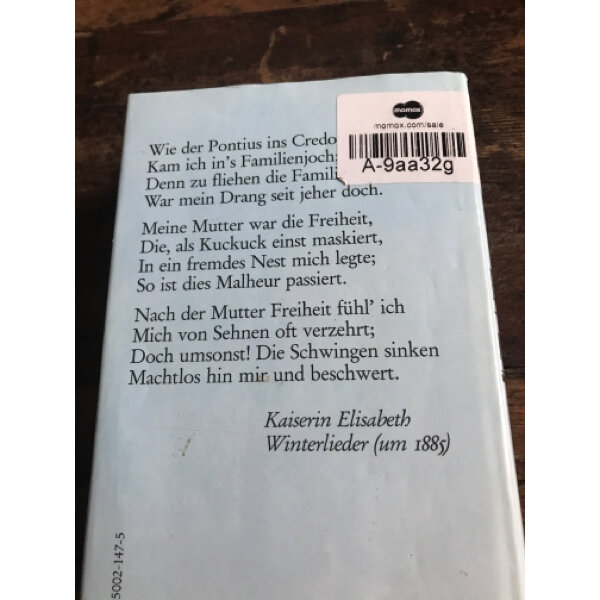 momox
momox.com/sale
A-9aa32g
Wie der Pontius ins Credo
Kam ich in's Familienjoch;
Denn zu fliehen die Famili
War mein Drang seit jeher doch.
Meine Mutter war die Freiheit,
Die, als Kuckuck einst maskiert,
In ein fremdes Nest mich legte;
So ist dies Malheur passiert.
Nach der Mutter Freiheit fühl' ich
Mich von Sehnen oft verzehrt;
Doch umsonst! Die Schwingen sinken
Machtlos hin mir und beschwert.
Kaiserin Elisabeth
Winterlieder (um 1885)
5002-147-5